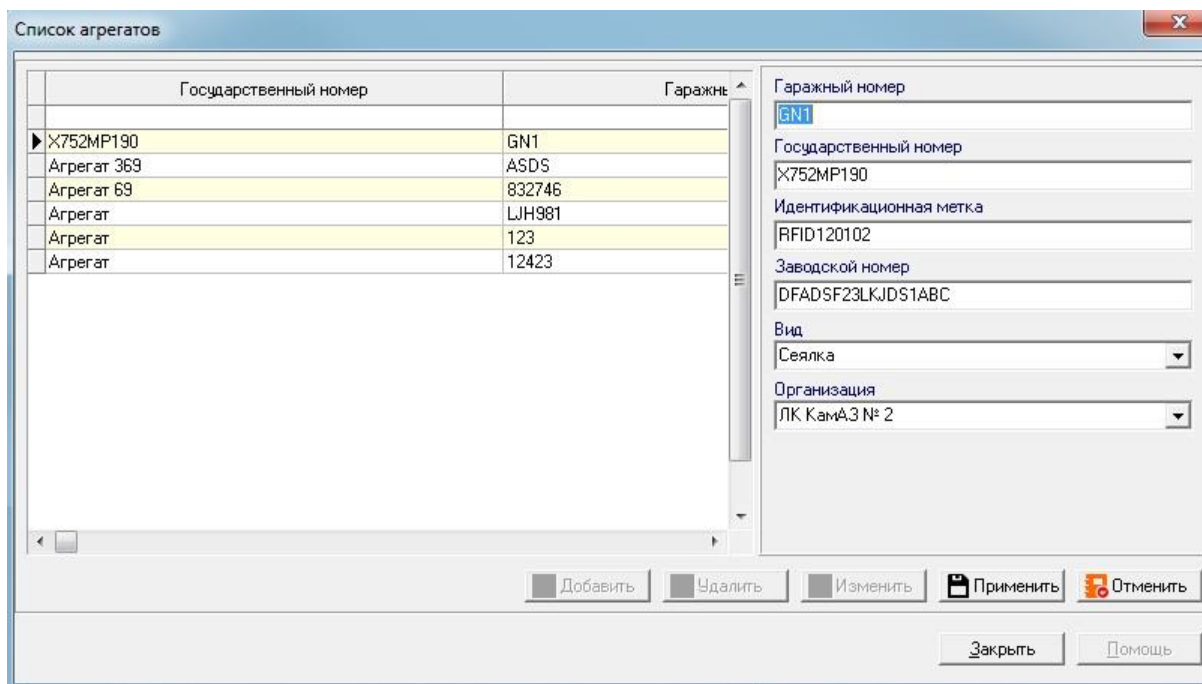 Список агрегатов
Государственный номер Гаражнь
X752MP190 GN1
Агрегат 369 ASDS
Агрегат 69 832746
Агрегат LJH981
Агрегат 123
Агрегат 12423
Гаражный номер
GN1
Государственный номер
X752MP190
Идентификационная метка
RFID120102
Заводской номер
DFADSF23LKJDS1ABC
Вид
Сеялка
Организация
ЛК КамАЗ № 2
Добавить Удалить Изменить Применить Отменить
Закрыть Помощь